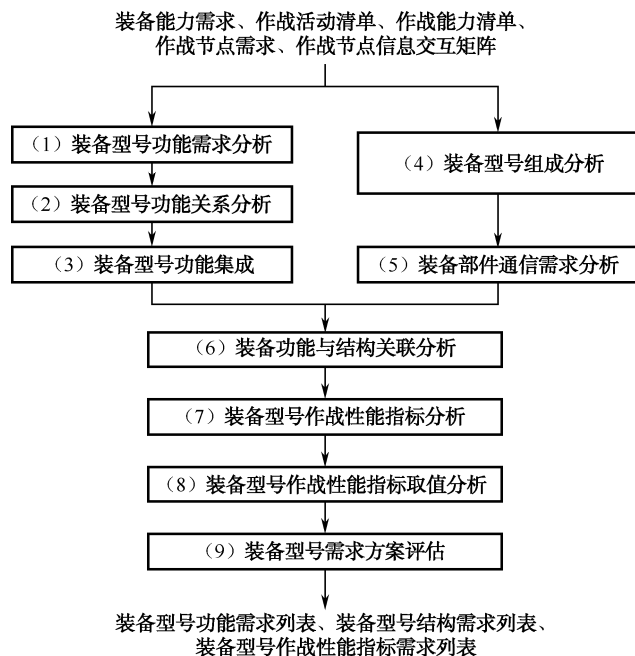 装备能力需求、作战活动清单、作战能力清单、
作战节点需求、作战节点信息交互矩阵
（1）装备型号功能需求分析
（2）装备型号功能关系分析
（3）装备型号功能集成
（4）装备型号组成分析
（5）装备部件通信需求分析
（6）装备功能与结构关联分析
（7）装备型号作战性能指标分析
（8）装备型号作战性能指标取值分析
（9）装备型号需求方案评估
装备型号功能需求列表、装备型号结构需求列表、
装备型号作战性能指标需求列表